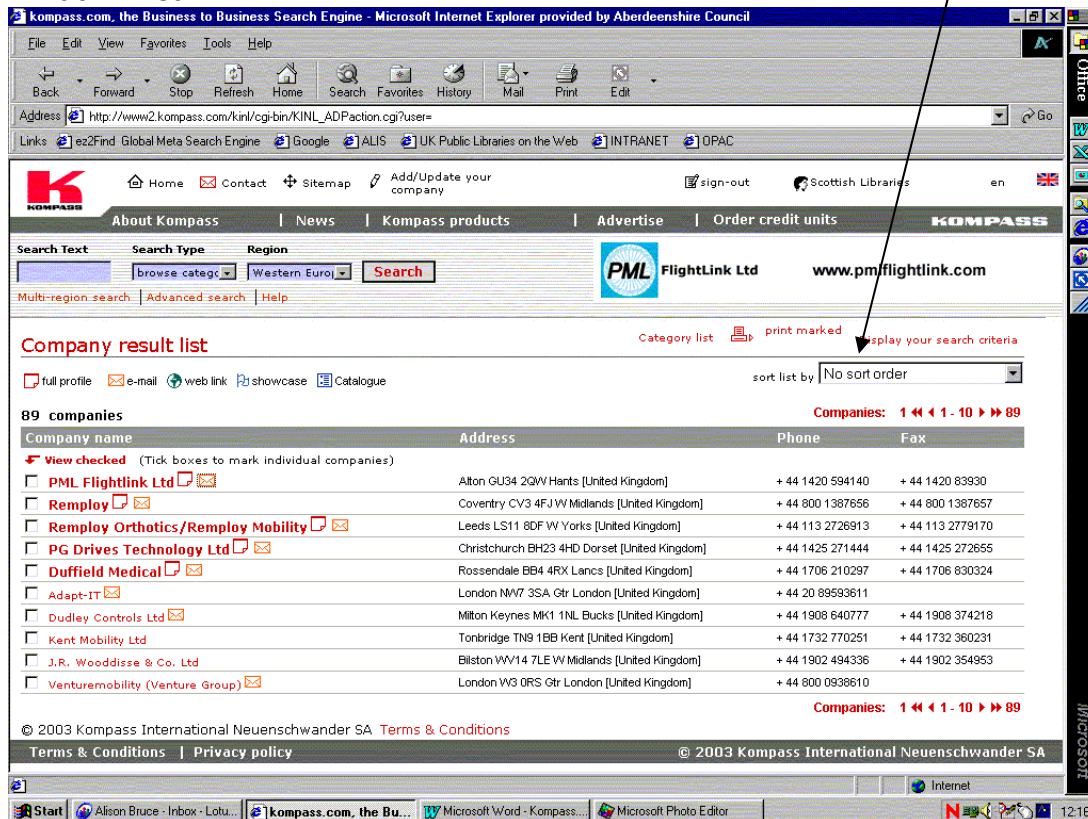 kompass.com, the Business to Business Search Engine - Microsoft Internet Explorer provided by Aberdeenshire Council
File Edit View Favorites Tools Help
Back Forward Stop Refresh Home Search Favorites History Mail Print Edit
Address http://www2.kompass.com/kinl/cgi-bin/KINL_ADPaction.cgi?user= Go
Links ez2Find Global Meta Search Engine Google ALIS UK Public Libraries on the Web INTRANET OPAC
KOMPASS Home Contact Sitemap Add/Update your company sign-out Scottish Libraries en
About Kompass | News | Kompass products | Advertise | Order credit units KOMPASS
Search Text Search Type Region
browse categc Western Euroj Search
PML FlightLink Ltd www.pmlflightlink.com
Multi-region search | Advanced search | Help
Company result list Category list print marked display your search criteria
full profile e-mail web link showcase Catalogue sort list by No sort order
89 companies Companies: 1 1 - 10 89
Company name Address Phone Fax
View checked (Tick boxes to mark individual companies)
PML Flightlink Ltd Alton GU34 2QW Hants [United Kingdom] + 44 1420 594140 + 44 1420 83930
Remploy Coventry CV3 4FJ W Midlands [United Kingdom] + 44 800 1387656 + 44 800 1387657
Remploy Orthotics/Remploy Mobility Leeds LS11 8DF W Yorks [United Kingdom] + 44 113 2726913 + 44 113 2779170
PG Drives Technology Ltd Christchurch BH23 4HD Dorset [United Kingdom] + 44 1425 271444 + 44 1425 272655
Duffield Medical Rossendale BB4 4RX Lancs [United Kingdom] + 44 1706 210297 + 44 1706 830324
Adapt-IT London NW7 3SA Gtr London [United Kingdom] + 44 20 89593611
Dudley Controls Ltd Milton Keynes MK1 1NL Bucks [United Kingdom] + 44 1908 640777 + 44 1908 374218
Kent Mobility Ltd Tonbridge TN9 1BB Kent [United Kingdom] + 44 1732 770251 + 44 1732 360231
J.R. Wooddisse & Co. Ltd Bilston WV14 7LE W Midlands [United Kingdom] + 44 1902 494336 + 44 1902 354953
Venturemobility (Venture Group) London W3 0RS Gtr London [United Kingdom] + 44 800 0938610
Companies: 1 1 - 10 89
© 2003 Kompass International Neuenschwander SA Terms & Conditions
Terms & Conditions | Privacy policy © 2003 Kompass International Neuenschwander SA
Internet
Start Alison Bruce - Inbox - Lotu... kompass.com, the Bu... Microsoft Word - Kompass.... Microsoft Photo Editor 12:16
Office
Microsoft